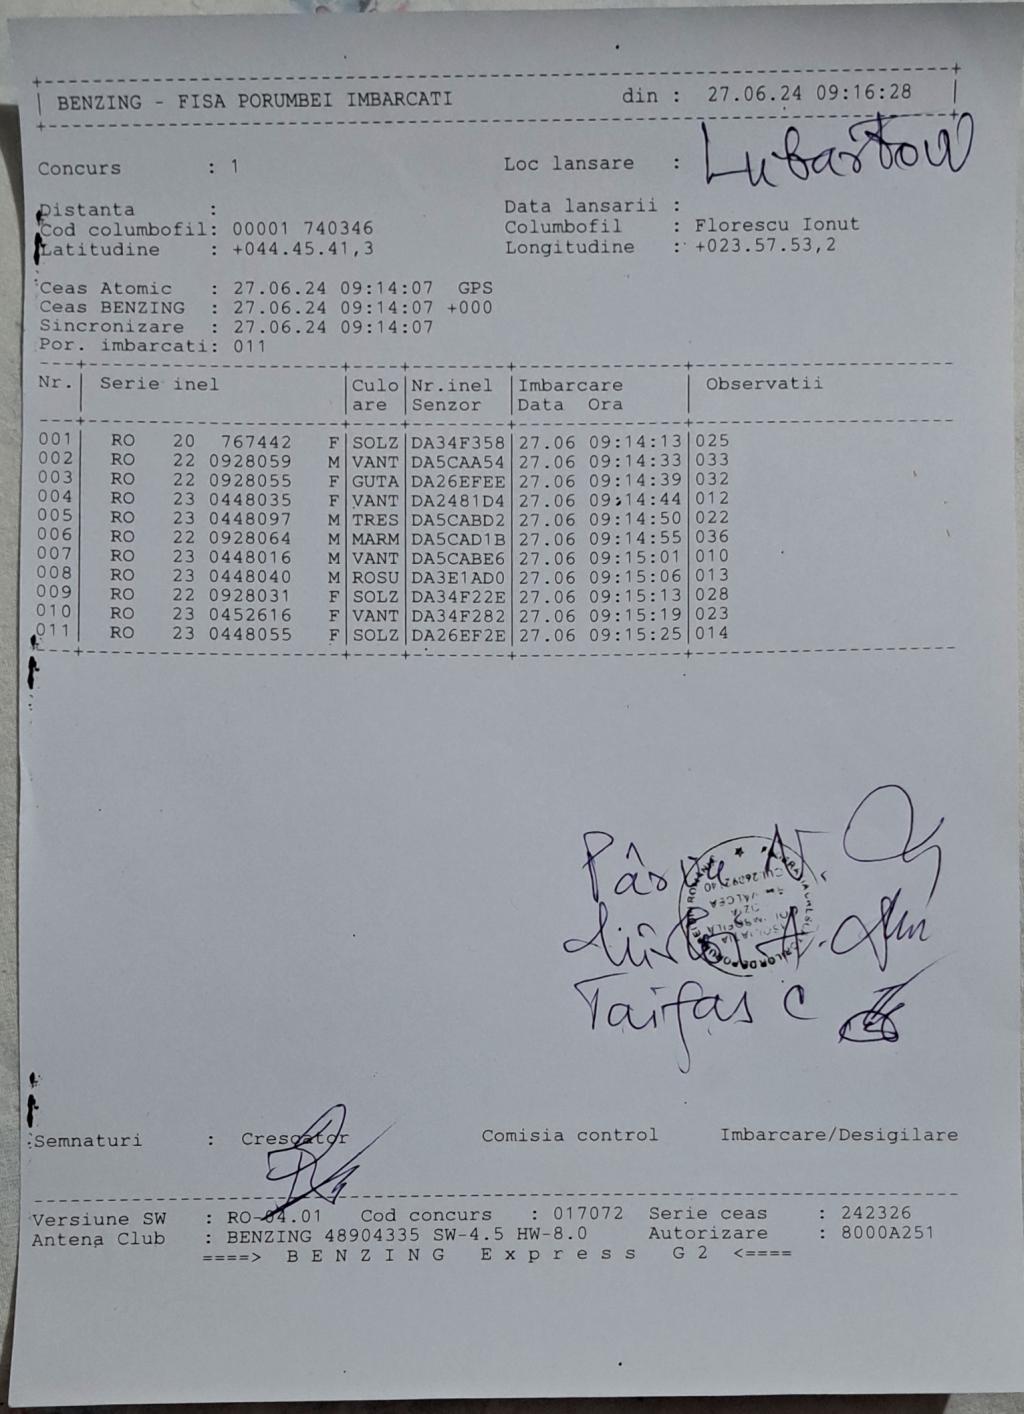 BENZING - FISA PORUMBEI IMBARCATI din : 27.06.24 09:16:28
Concurs : 1 Loc lansare : Lubartow
Distanta : Data lansarii :
Cod columbofil: 00001 740346 Columbofil : Florescu Ionut
Latitudine : +044.45.41,3 Longitudine : +023.57.53,2
Ceas Atomic : 27.06.24 09:14:07 GPS
Ceas BENZING : 27.06.24 09:14:07 +000
Sincronizare : 27.06.24 09:14:07
Por. imbarcati: 011
Nr. Serie inel Culo Nr.inel Imbarcare Observatii
are Senzor Data Ora
001 RO 20 767442 F SOLZ DA34F358 27.06 09:14:13 025
002 RO 22 0928059 M VANT DA5CAA54 27.06 09:14:33 033
003 RO 22 0928055 F GUTA DA26EFEE 27.06 09:14:39 032
004 RO 23 0448035 F VANT DA2481D4 27.06 09:14:44 012
005 RO 23 0448097 M TRES DA5CABD2 27.06 09:14:50 022
006 RO 22 0928064 M MARM DA5CAD1B 27.06 09:14:55 036
007 RO 23 0448016 M VANT DA5CABE6 27.06 09:15:01 010
008 RO 23 0448040 M ROSU DA3E1AD0 27.06 09:15:06 013
009 RO 22 0928031 F SOLZ DA34F22E 27.06 09:15:13 028
010 RO 23 0452616 F VANT DA34F282 27.06 09:15:19 023
011 RO 23 0448055 F SOLZ DA26EF2E 27.06 09:15:25 014
Pârvu N.
A.
Taifas C
Semnaturi : Crescator Comisia control Imbarcare/Desigilare
Versiune SW : RO-04.01 Cod concurs : 017072 Serie ceas : 242326
Antena Club : BENZING 48904335 SW-4.5 HW-8.0 Autorizare : 8000A251
====> B E N Z I N G E x p r e s s G 2 <====